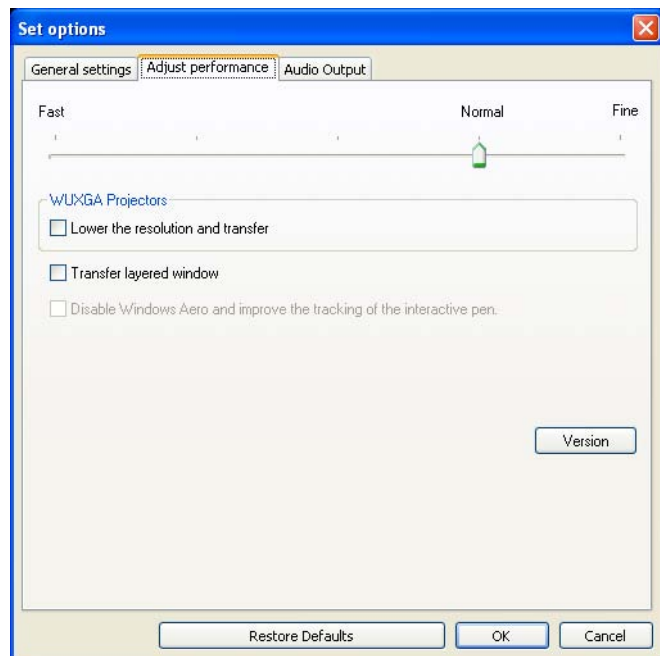 Set options
General settings Adjust performance Audio Output
Fast Normal Fine
WUXGA Projectors
Lower the resolution and transfer
Transfer layered window
Disable Windows Aero and improve the tracking of the interactive pen.
Version
Restore Defaults OK Cancel